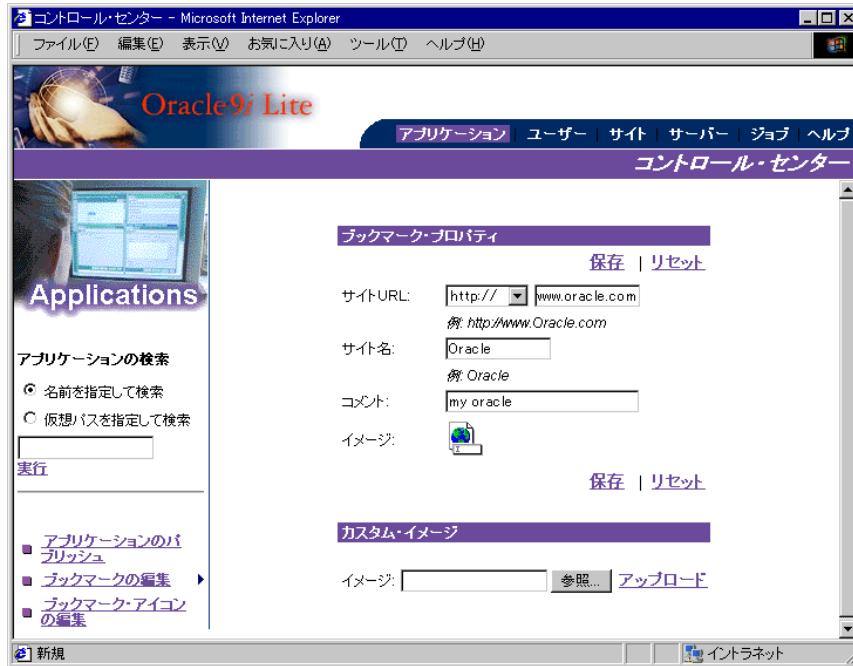 コントロール・センター - Microsoft Internet Explorer
ファイル(F) 編集(E) 表示(V) お気に入り(A) ツール(T) ヘルプ(H)
Oracle9i Lite
アプリケーション ユーザー サイト サーバー ジョブ ヘルプ
コントロール・センター
Applications
アプリケーションの検索
名前を指定して検索
仮想パスを指定して検索
実行
アプリケーションのパ
ブリッシュ
ブックマークの編集
ブックマーク・アイコン
の編集
ブックマーク・プロパティ
保存 | リセット
サイトURL: http:// www.oracle.com
例: http://www.Oracle.com
サイト名: Oracle
例: Oracle
コメント: my oracle
イメージ:
保存 | リセット
カスタム・イメージ
イメージ: 参照... アップロード
新規
イントラネット